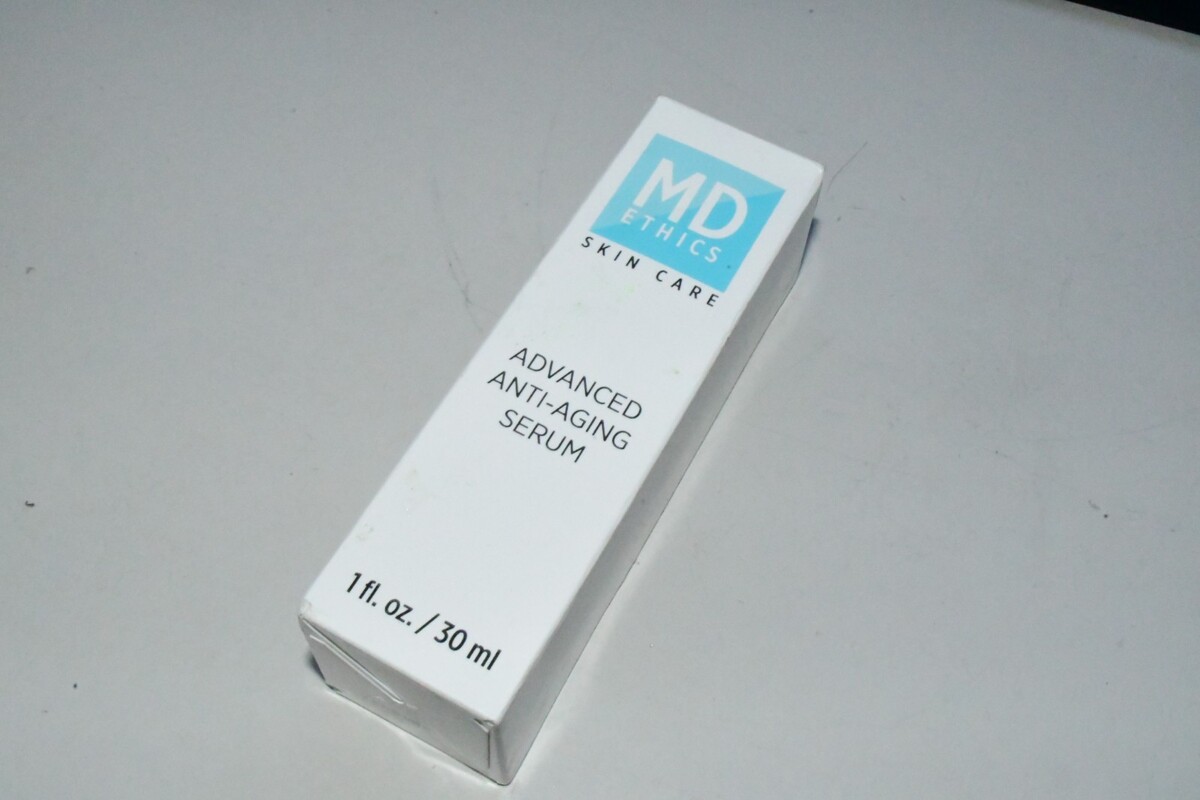 MD
ETHICS
SKIN CARE
ADVANCED
ANTI-AGING
SERUM
1 fl. oz. / 30 ml